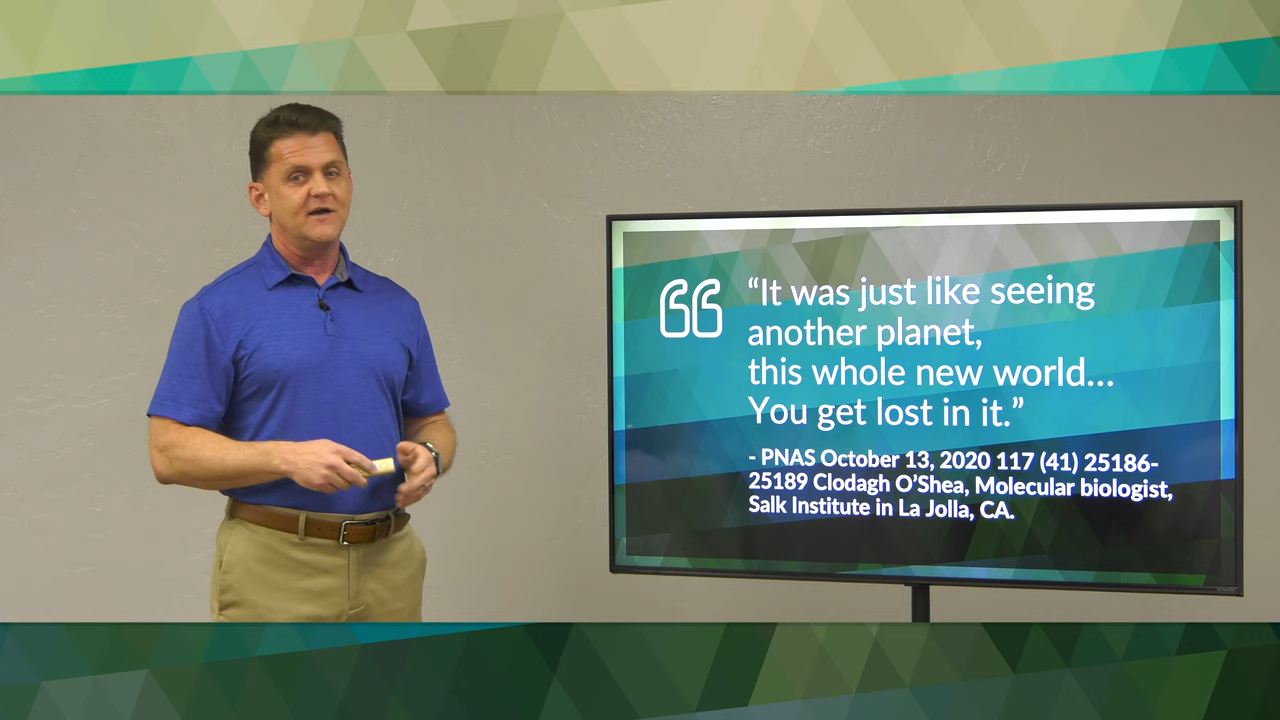 “It was just like seeing
another planet,
this whole new world...
You get lost in it.”
- PNAS October 13, 2020 117 (41) 25186-
25189 Clodagh O’Shea, Molecular biologist,
Salk Institute in La Jolla, CA.